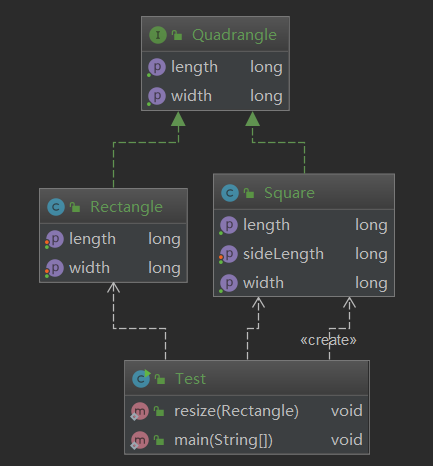 I Quadrangle
p length long
p width long
C Rectangle
p length long
p width long
C Square
p length long
p sideLength long
p width long
«create»
C Test
m resize(Rectangle) void
m main(String[]) void